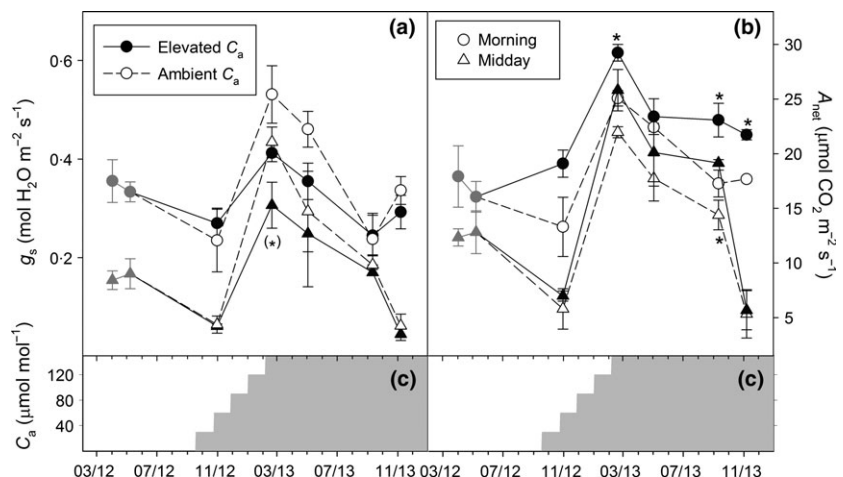 (a)
Elevated Ca
Ambient Ca
0·6
0·4
0·2
gs (mol H2O m−2 s−1)
(*)
(b)
Morning
Midday
*
*
*
*
30
25
20
15
10
5
Anet (μmol CO2 m−2 s−1)
(c)
120
80
40
Ca (μmol mol−1)
(c)
03/12 07/12 11/12 03/13 07/13 11/13
03/12 07/12 11/12 03/13 07/13 11/13